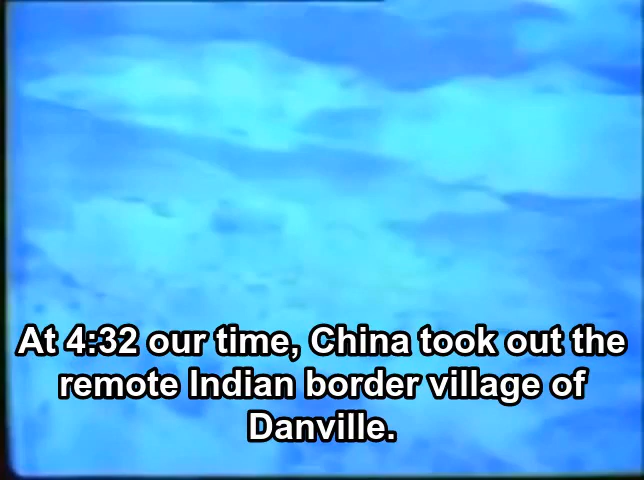 At 4:32 our time, China took out the
remote Indian border village of
Danville.